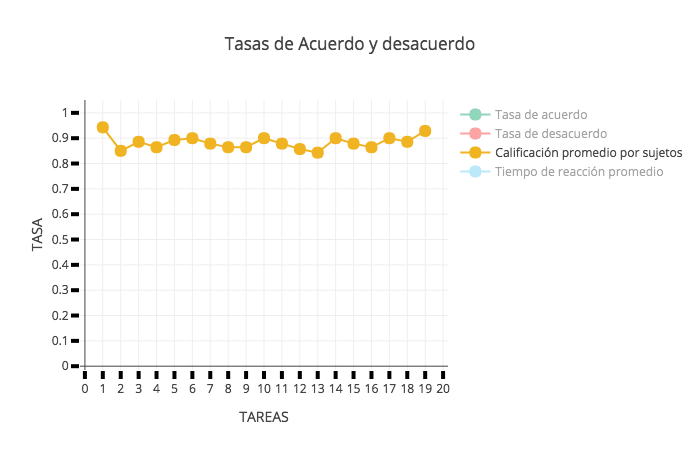 Tasas de Acuerdo y desacuerdo
1
0.9
0.8
0.7
0.6
0.5
0.4
0.3
0.2
0.1
0
TASA
0 1 2 3 4 5 6 7 8 9 10 11 12 13 14 15 16 17 18 19 20
TAREAS
Tasa de acuerdo
Tasa de desacuerdo
Calificación promedio por sujetos
Tiempo de reacción promedio